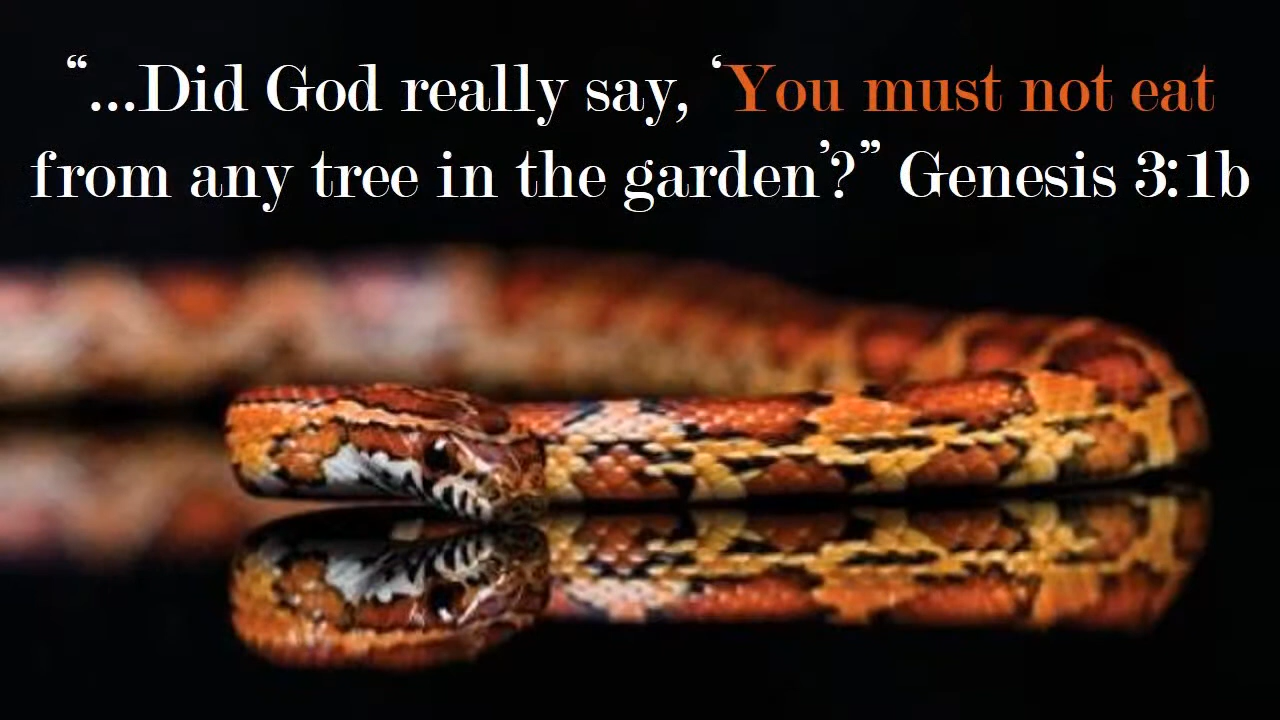 “...Did God really say, ‘You must not eat
from any tree in the garden’?” Genesis 3:1b